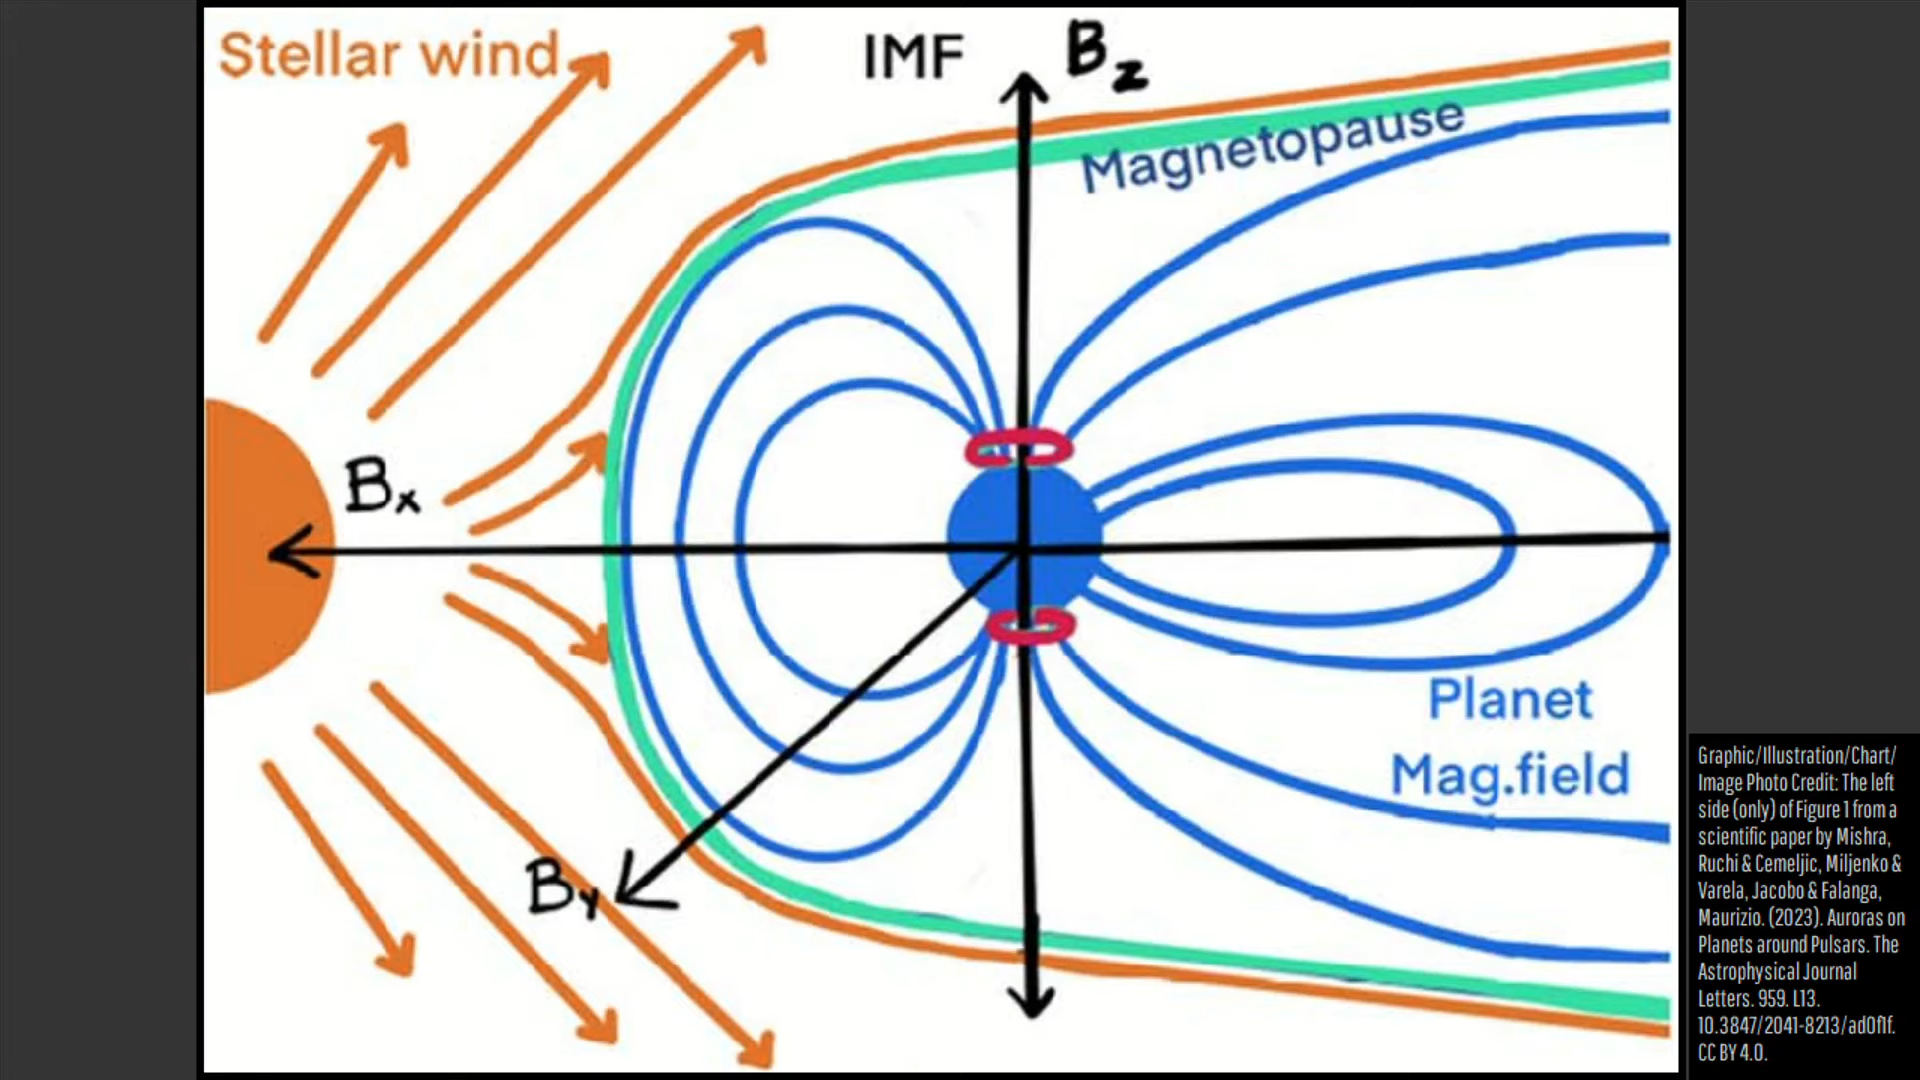 Stellar wind
IMF
Bz
Magnetopause
Bx
By
Planet
Mag.field
Graphic/Illustration/Chart/
Image Photo Credit: The left
side (only) of Figure 1 from a
scientific paper by Mishra,
Ruchi & Cemeljic, Miljenko &
Varela, Jacobo & Falanga,
Maurizio. (2023). Auroras on
Planets around Pulsars. The
Astrophysical Journal
Letters. 959. L13.
10.3847/2041-8213/ad0f1f.
CC BY 4.0.